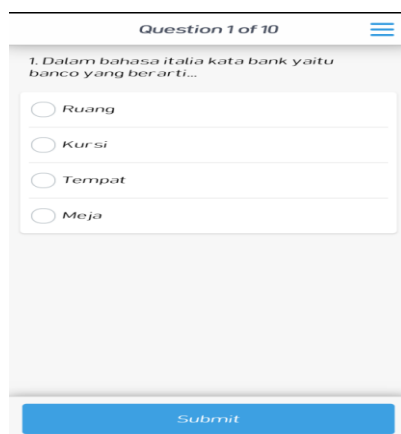 Question 1 of 10
1. Dalam bahasa italia kata bank yaitu
banco yang berarti...
Ruang
Kursi
Tempat
Meja
Submit